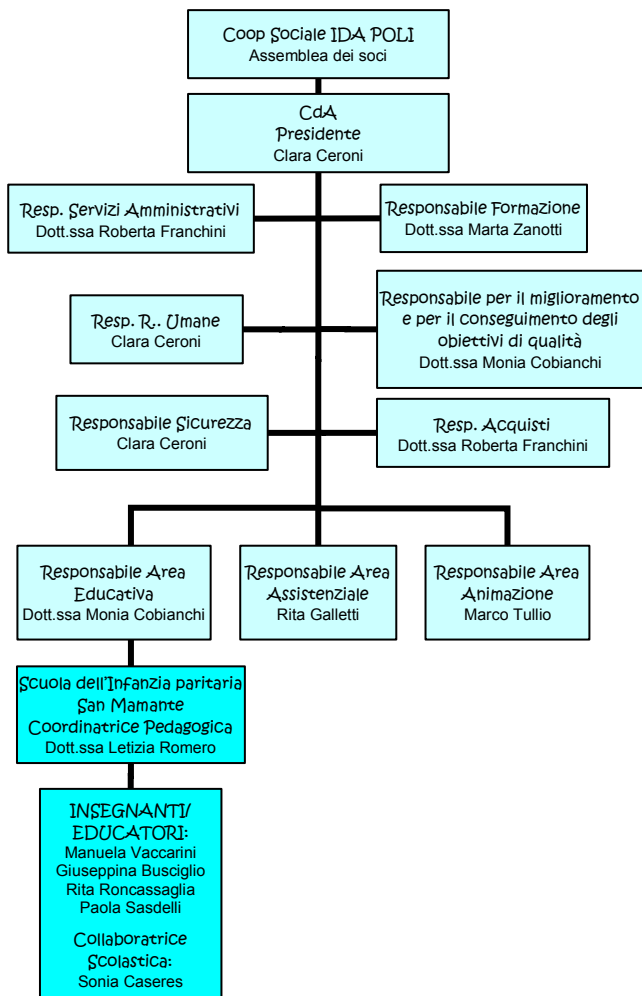 Coop Sociale IDA POLI
Assemblea dei soci
CdA
Presidente
Clara Ceroni
Resp. Servizi Amministrativi
Dott.ssa Roberta Franchini
Responsabile Formazione
Dott.ssa Marta Zanotti
Resp. R.. Umane
Clara Ceroni
Responsabile per il miglioramento
e per il conseguimento degli
obiettivi di qualità
Dott.ssa Monia Cobianchi
Responsabile Sicurezza
Clara Ceroni
Resp. Acquisti
Dott.ssa Roberta Franchini
Responsabile Area
Educativa
Dott.ssa Monia Cobianchi
Responsabile Area
Assistenziale
Rita Galletti
Responsabile Area
Animazione
Marco Tullio
Scuola dell'Infanzia paritaria
San Mamante
Coordinatrice Pedagogica
Dott.ssa Letizia Romero
INSEGNANTI/
EDUCATORI:
Manuela Vaccarini
Giuseppina Busciglio
Rita Roncassaglia
Paola Sasdelli
Collaboratrice
Scolastica:
Sonia Caseres